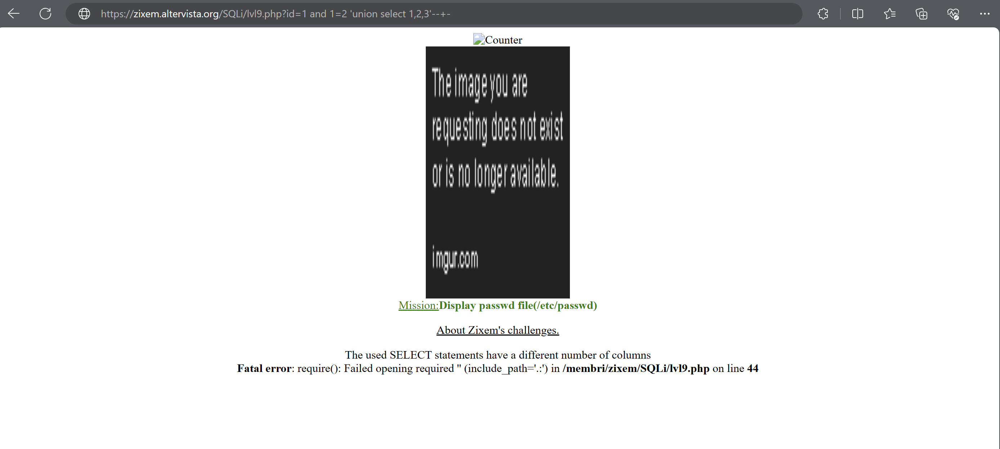 https://zixem.altervista.org/SQLi/lvl9.php?id=1 and 1=2 'union select 1,2,3'--+-
Counter
The image you are
requesting does not exist
or is no longer available.
imgur.com
Mission:Display passwd file(/etc/passwd)
About Zixem's challenges.
The used SELECT statements have a different number of columns
Fatal error: require(): Failed opening required '' (include_path='.:') in /membri/zixem/SQLi/lvl9.php on line 44